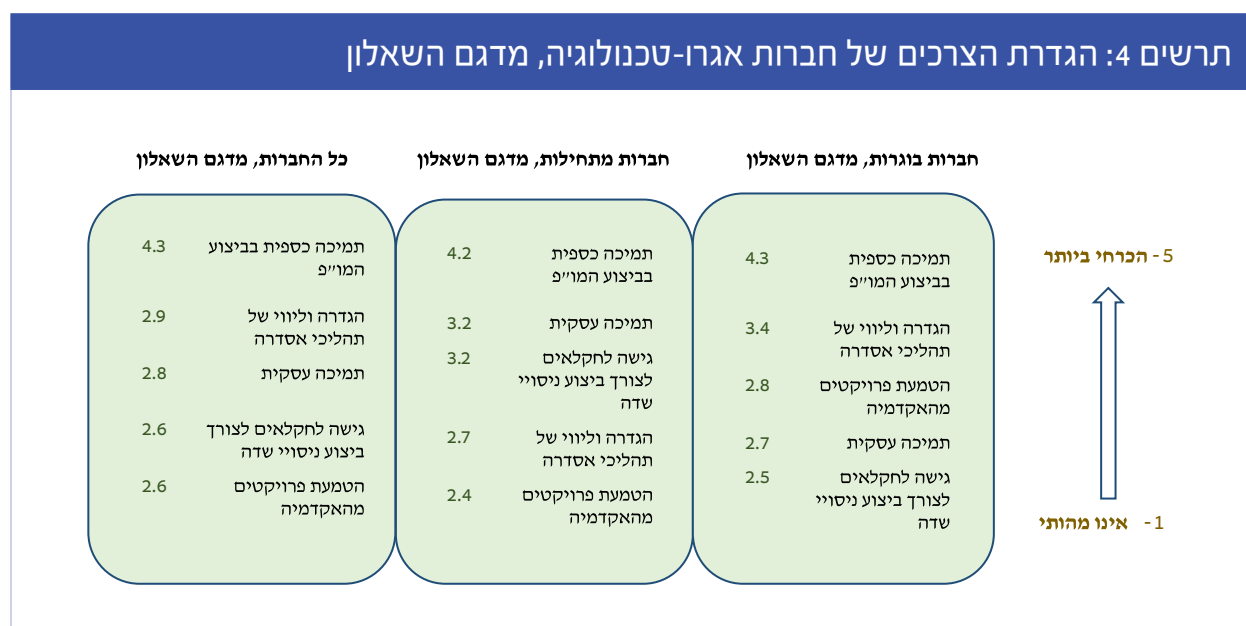 תרשים 4: הגדרת הצרכים של חברות אגרו-טכנולוגיה, מדגם השאלון
5 - הכרחי ביותר
1 - אינו מהותי
חברות בוגרות, מדגם השאלון
תמיכה כספית 4.3
בביצוע המו״פ
הגדרה וליווי של 3.4
תהליכי אסדרה
הטמעת פרויקטים 2.8
מהאקדמיה
תמיכה עסקית 2.7
גישה לחקלאים 2.5
לצורך ביצוע ניסויי
שדה
חברות מתחילות, מדגם השאלון
תמיכה כספית 4.2
בביצוע המו״פ
תמיכה עסקית 3.2
גישה לחקלאים 3.2
לצורך ביצוע ניסויי
שדה
הגדרה וליווי של 2.7
תהליכי אסדרה
הטמעת פרויקטים 2.4
מהאקדמיה
כל החברות, מדגם השאלון
תמיכה כספית בביצוע 4.3
המו״פ
הגדרה וליווי של 2.9
תהליכי אסדרה
תמיכה עסקית 2.8
גישה לחקלאים לצורך 2.6
ביצוע ניסויי שדה
הטמעת פרויקטים 2.6
מהאקדמיה